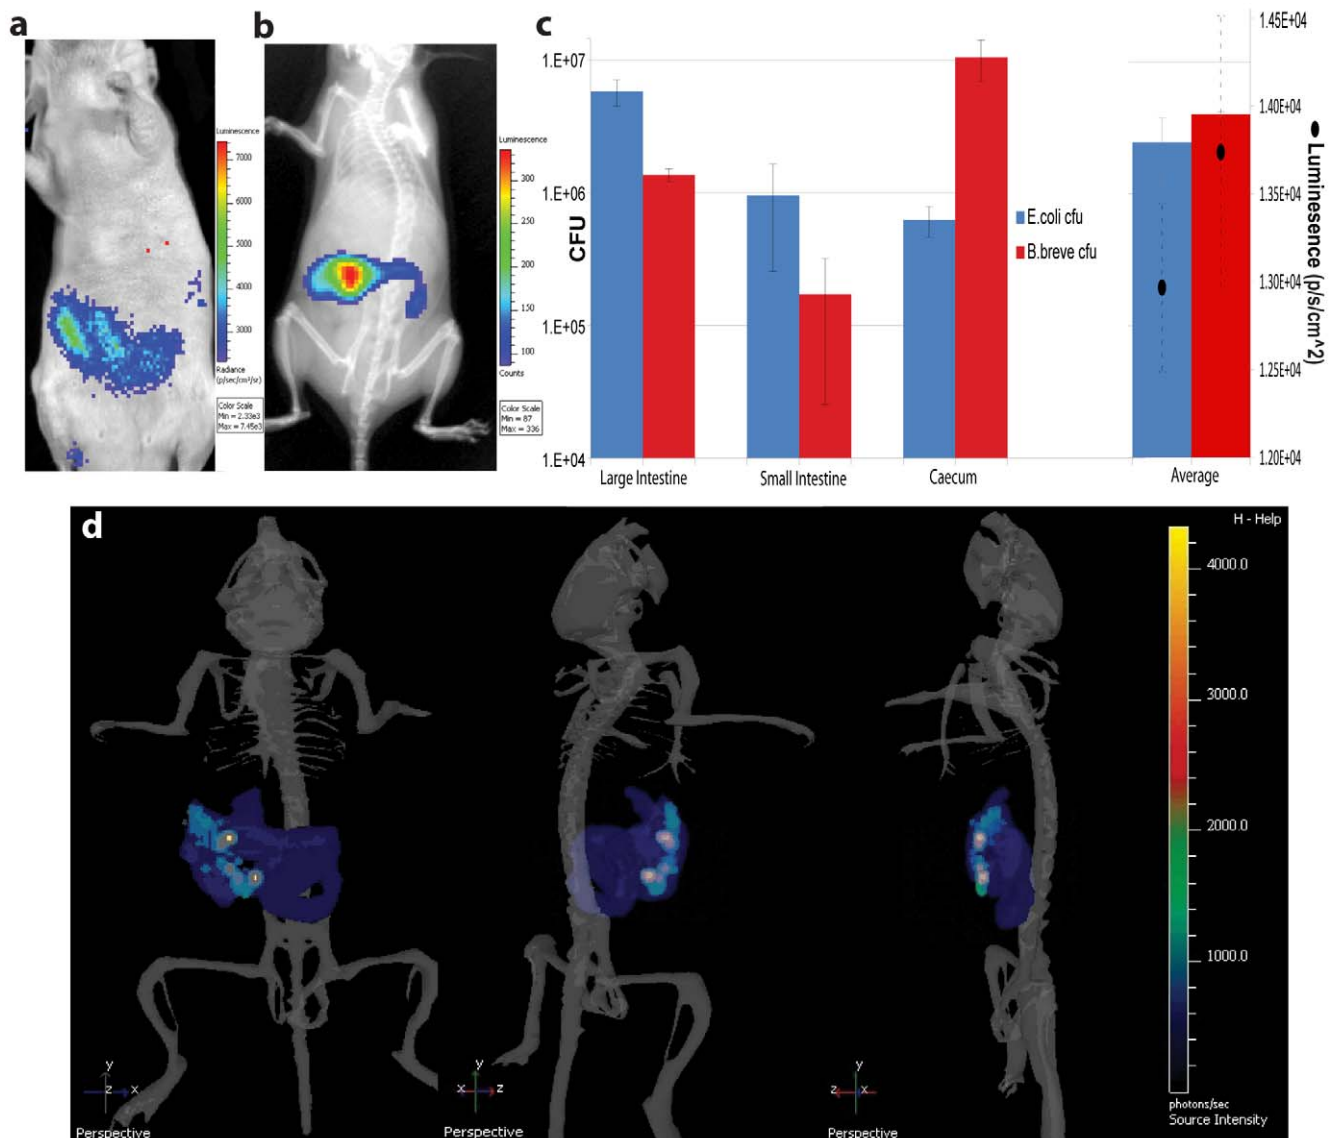 a
Luminescence
7000
6000
5000
4000
3000
Radiance
(p/sec/cm²/sr)
Color Scale
Min = 2.33e3
Max = 7.45e3
b
Luminescence
300
250
200
150
100
Counts
Color Scale
Min = 87
Max = 336
c
CFU
1.E+07
1.E+06
1.E+05
1.E+04
Large Intestine
Small Intestine
Caecum
Average
E.coli cfu
B.breve cfu
1.45E+04
1.40E+04
1.35E+04
1.30E+04
1.25E+04
1.20E+04
Luminesence (p/s/cm^2)
d
H - Help
4000.0
3000.0
2000.0
1000.0
photons/sec
Source Intensity
y
z x
Perspective
y
x z
Perspective
y
z x
Perspective